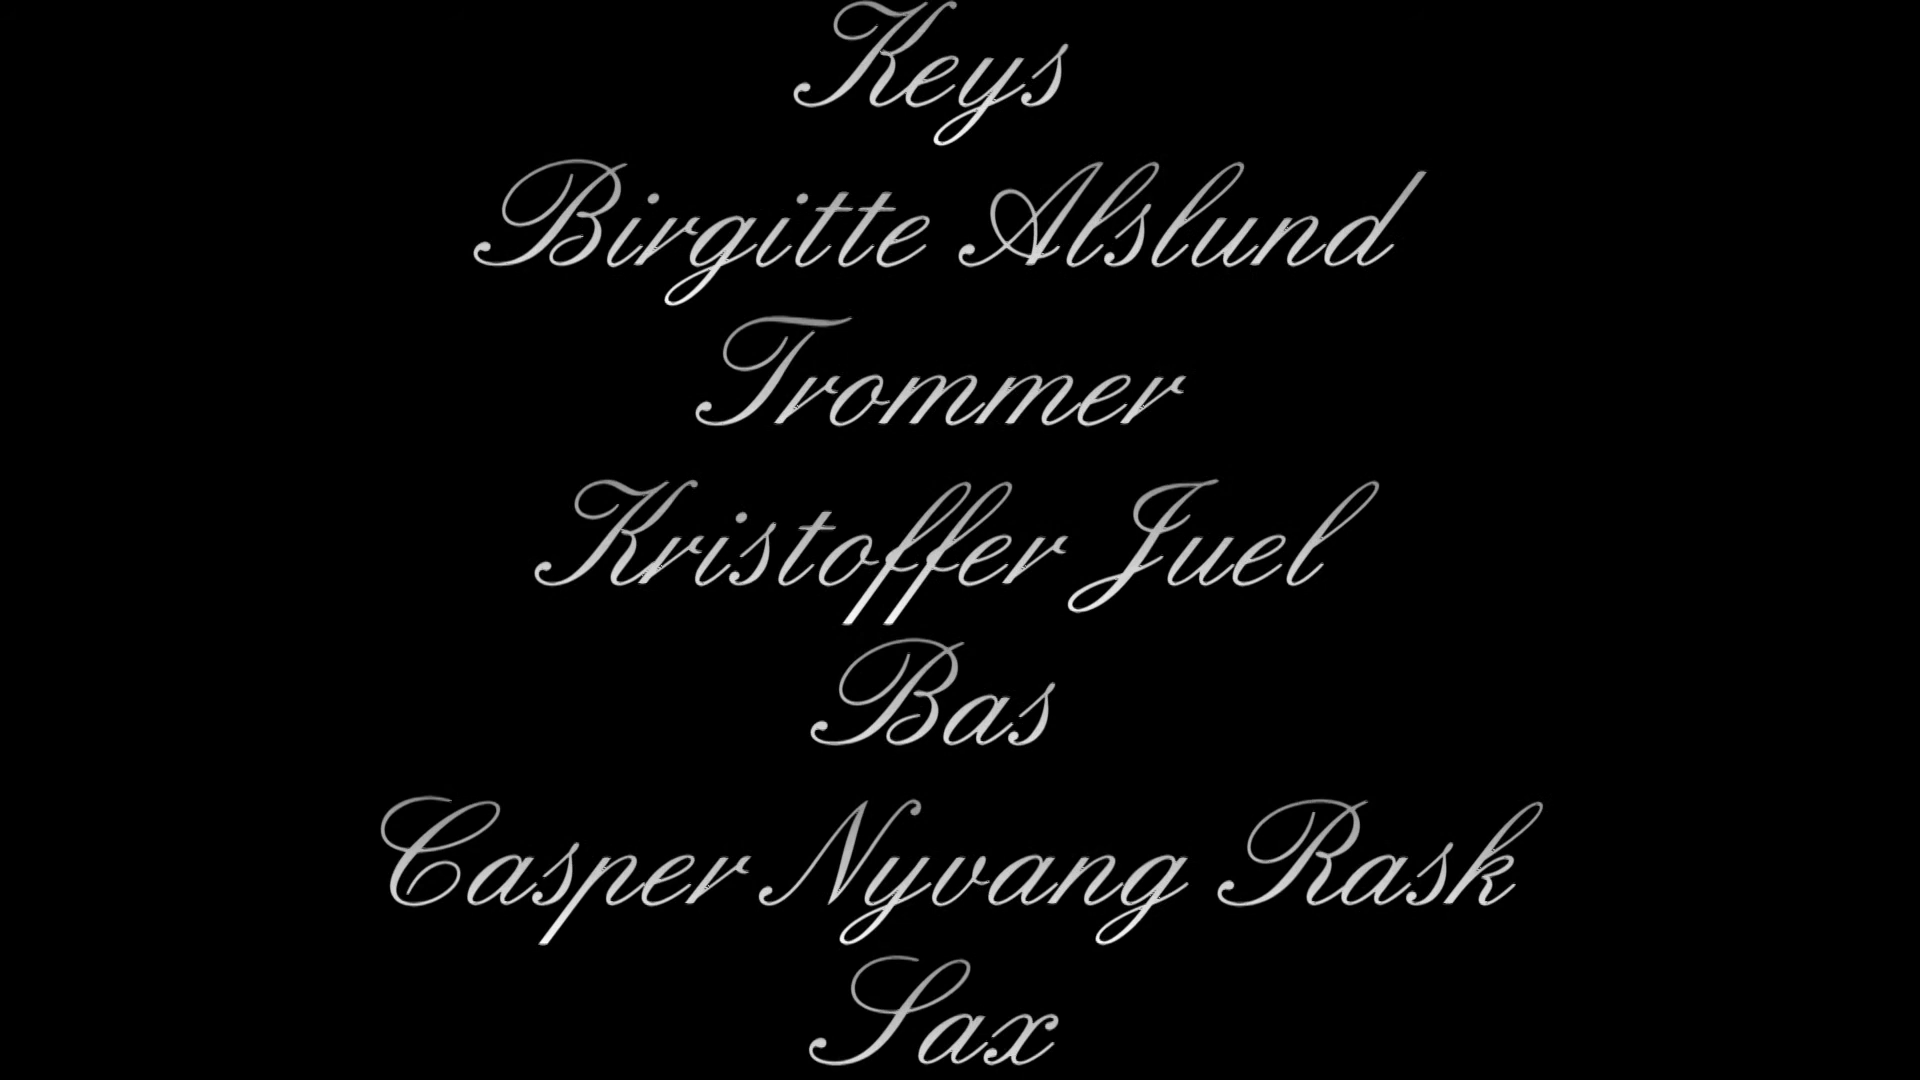 Keys
Birgitte Alslund
Trommer
Kristoffer Juel
Bas
Casper Nyvang Rask
Sax